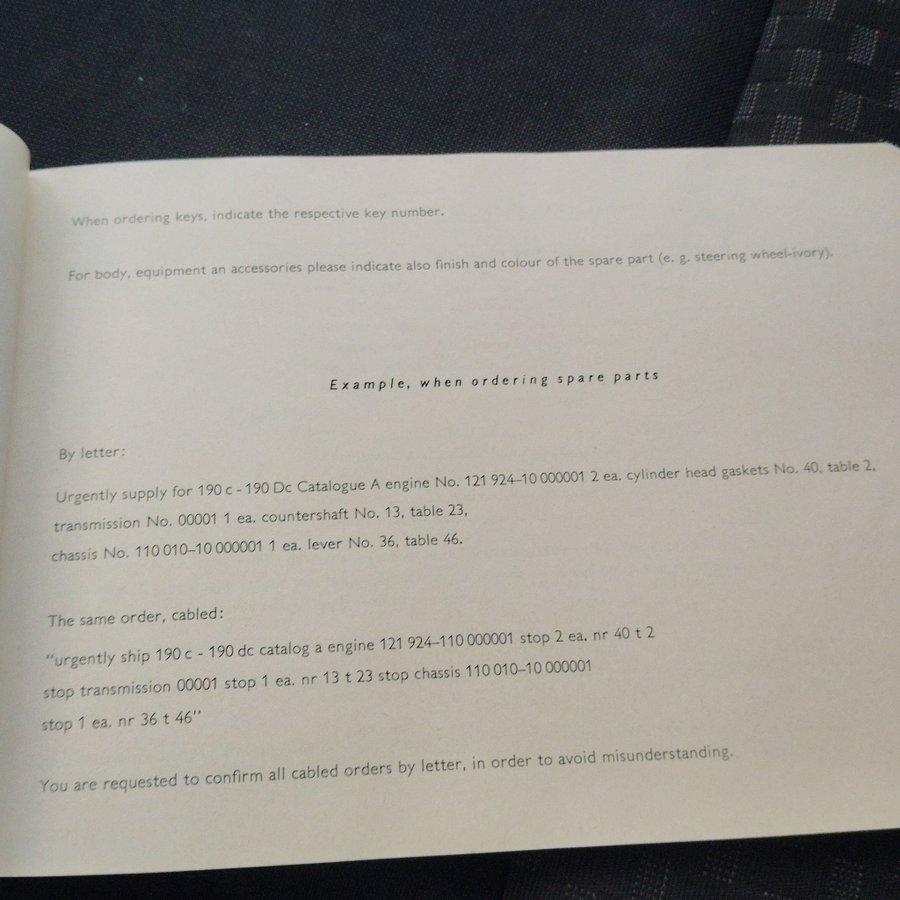 When ordering keys, indicate the respective key number.
For body, equipment an accessories please indicate also finish and colour of the spare part (e. g. steering wheel-ivory).
Example, when ordering spare parts
By letter:
Urgently supply for 190 c - 190 Dc Catalogue A engine No. 121 924–10 000001 2 ea. cylinder head gaskets No. 40, table 2,
transmission No. 00001 1 ea. countershaft No. 13, table 23,
chassis No. 110 010–10 000001 1 ea. lever No. 36, table 46.
The same order, cabled:
“urgently ship 190 c - 190 dc catalog a engine 121 924–110 000001 stop 2 ea. nr 40 t 2
stop transmission 00001 stop 1 ea. nr 13 t 23 stop chassis 110 010–10 000001
stop 1 ea. nr 36 t 46”
You are requested to confirm all cabled orders by letter, in order to avoid misunderstanding.